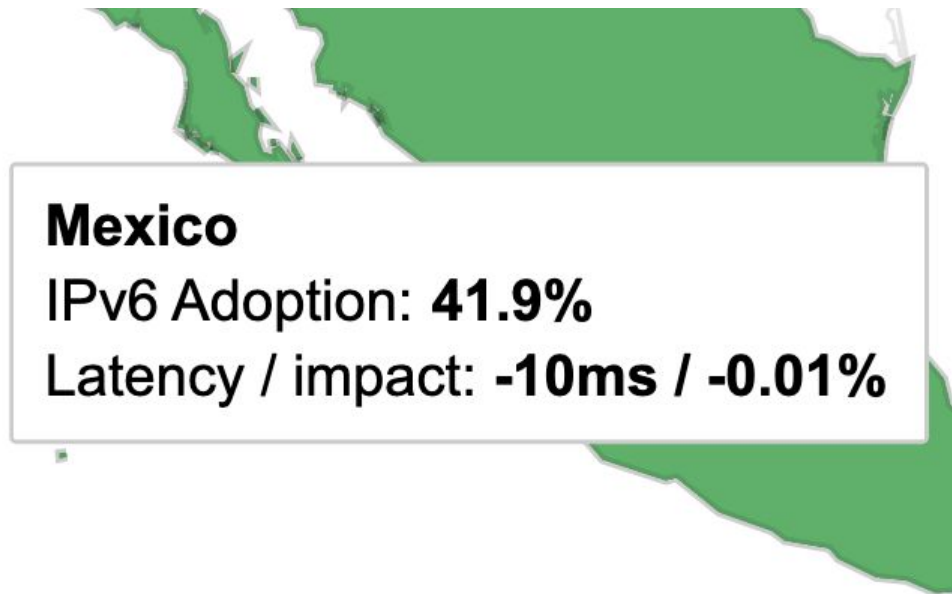 Mexico
IPv6 Adoption: 41.9%
Latency / impact: -10ms / -0.01%